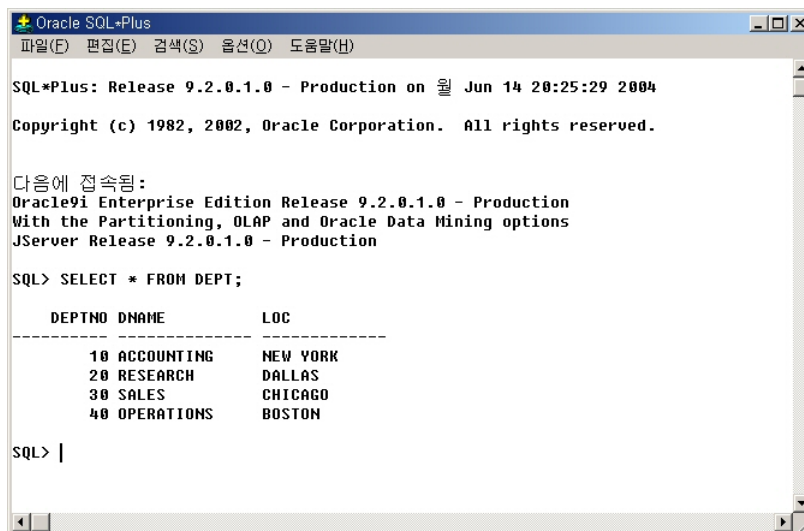 Oracle SQL*Plus
파일(F) 편집(E) 검색(S) 옵션(O) 도움말(H)
SQL*Plus: Release 9.2.0.1.0 - Production on 월 Jun 14 20:25:29 2004
Copyright (c) 1982, 2002, Oracle Corporation.  All rights reserved.
다음에 접속됨:
Oracle9i Enterprise Edition Release 9.2.0.1.0 - Production
With the Partitioning, OLAP and Oracle Data Mining options
JServer Release 9.2.0.1.0 - Production
SQL> SELECT * FROM DEPT;
    DEPTNO DNAME          LOC
---------- -------------- -------------
        10 ACCOUNTING     NEW YORK
        20 RESEARCH       DALLAS
        30 SALES          CHICAGO
        40 OPERATIONS     BOSTON
SQL>